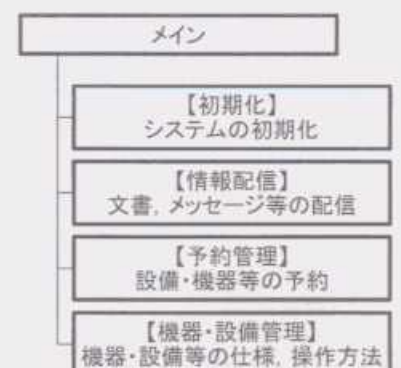 メイン
【初期化】
システムの初期化
【情報配信】
文書，メッセージ等の配信
【予約管理】
設備・機器等の予約
【機器・設備管理】
機器・設備等の仕様，操作方法